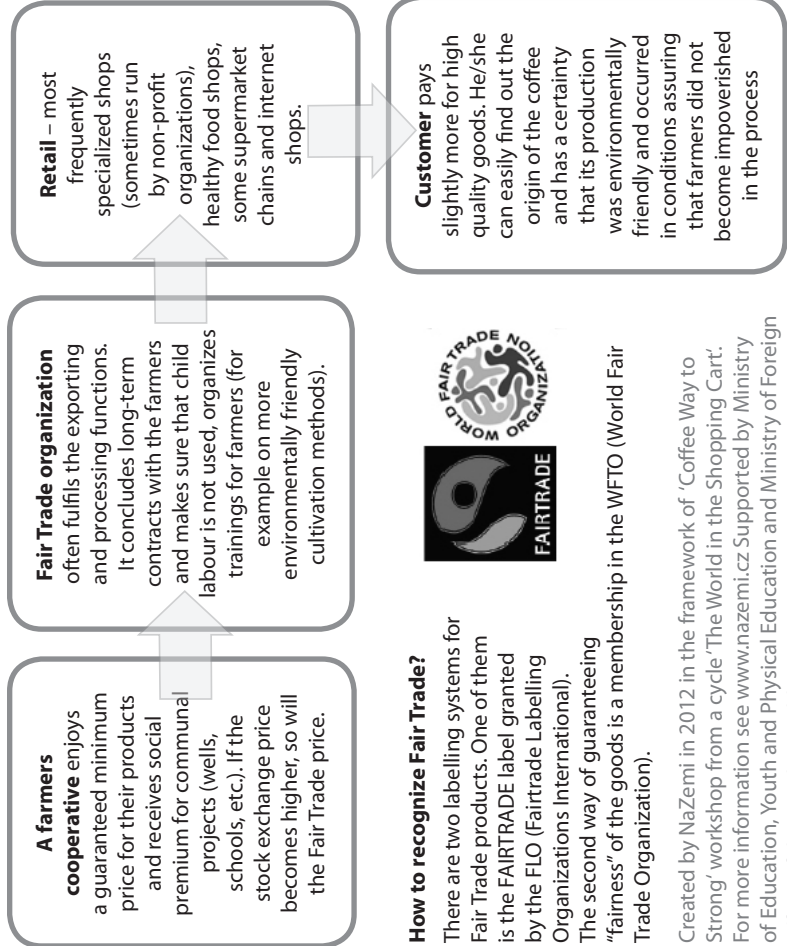 A farmers
cooperative enjoys
a guaranteed minimum
price for their products
and receives social
premium for communal
projects (wells,
schools, etc.). If the
stock exchange price
becomes higher, so will
the Fair Trade price.
Fair Trade organization
often fulfils the exporting
and processing functions.
It concludes long-term
contracts with the farmers
and makes sure that child
labour is not used, organizes
trainings for farmers (for
example on more
environmentally friendly
cultivation methods).
Retail – most
frequently
specialized shops
(sometimes run
by non-profit
organizations),
healthy food shops,
some supermarket
chains and internet
shops.
Customer pays
slightly more for high
quality goods. He/she
can easily find out the
origin of the coffee
and has a certainty
that its production
was environmentally
friendly and occurred
in conditions assuring
that farmers did not
become impoverished
in the process
How to recognize Fair Trade?
There are two labelling systems for
Fair Trade products. One of them
is the FAIRTRADE label granted
by the FLO (Fairtrade Labelling
Organizations International).
The second way of guaranteeing
“fairness” of the goods is a membership in the WFTO (World Fair
Trade Organization).
FAIRTRADE
WORLD FAIR TRADE ORGANIZATION
Created by NaZemi in 2012 in the framework of ‘Coffee Way to
Strong’ workshop from a cycle ‘The World in the Shopping Cart’.
For more information see www.nazemi.cz Supported by Ministry
of Education, Youth and Physical Education and Ministry of Foreign